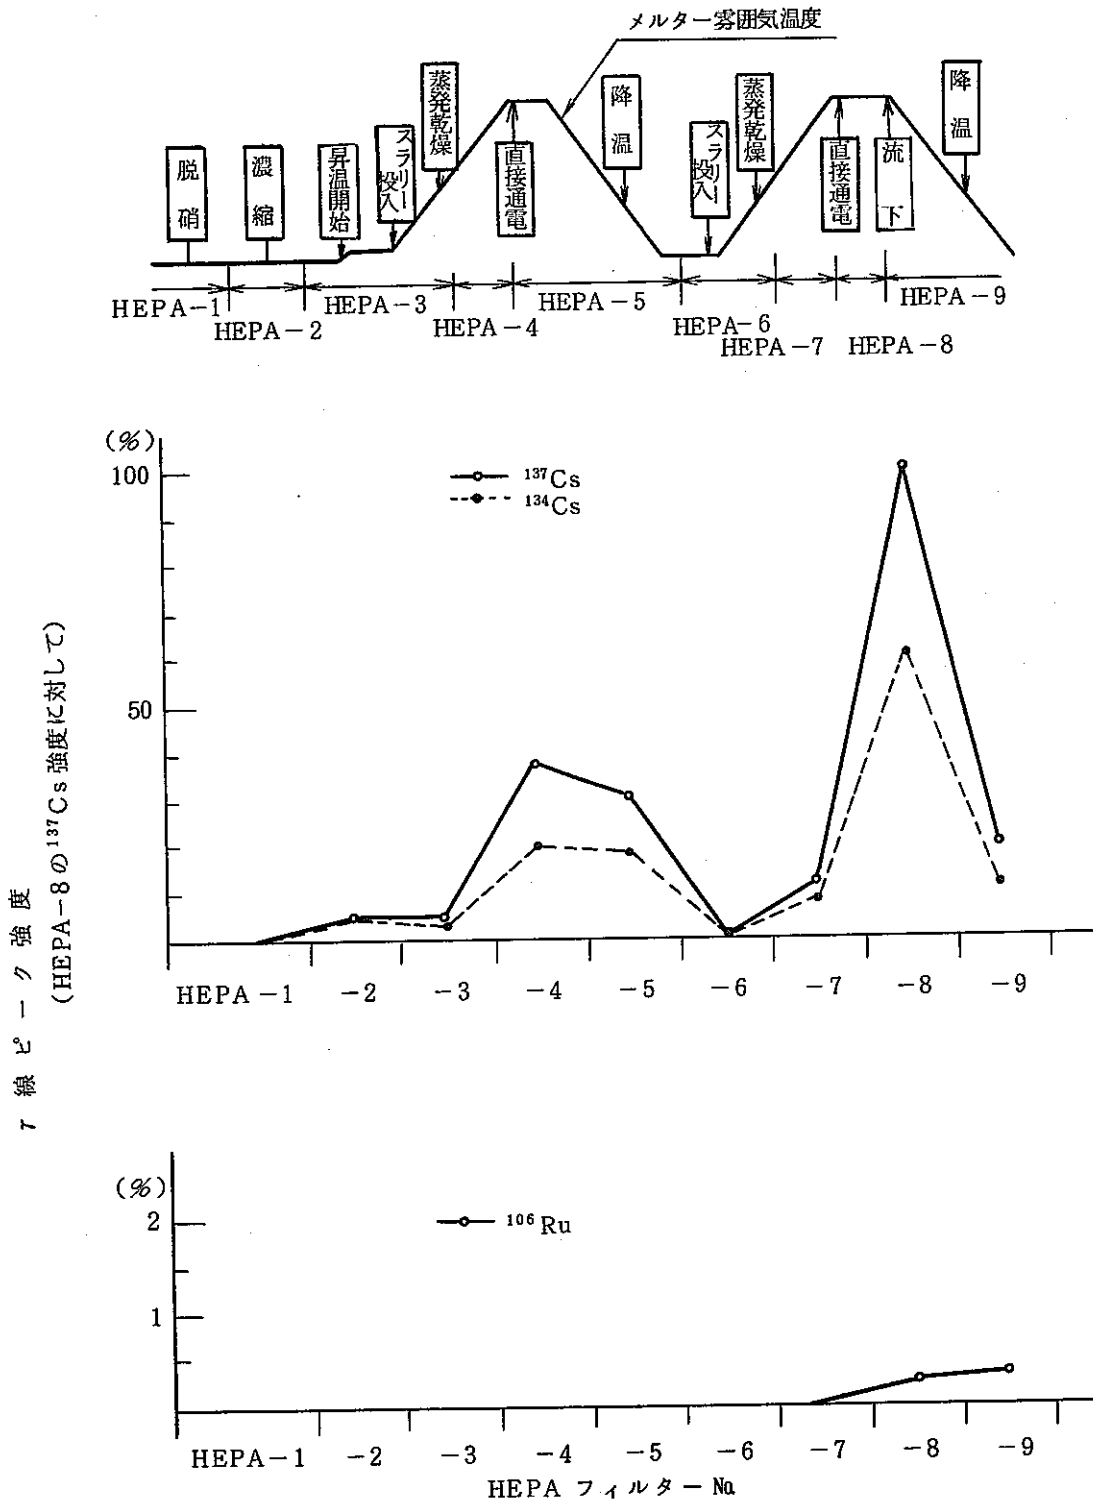 メルター雰囲気温度
脱硝
濃縮
昇温開始
スラリー投入
蒸発乾燥
直接通電
降温
スラリー投入
蒸発乾燥
直接通電
流下
降温
HEPA-1
HEPA-2
HEPA-3
HEPA-4
HEPA-5
HEPA-6
HEPA-7
HEPA-8
HEPA-9
(%)
100
50
¹³⁷Cs
¹³⁴Cs
HEPA-1 -2 -3 -4 -5 -6 -7 -8 -9
γ線ピーク強度
(HEPA-8の¹³⁷Cs強度に対して)
(%)
2
1
¹⁰⁶Ru
HEPA-1 -2 -3 -4 -5 -6 -7 -8 -9
HEPA フィルター№